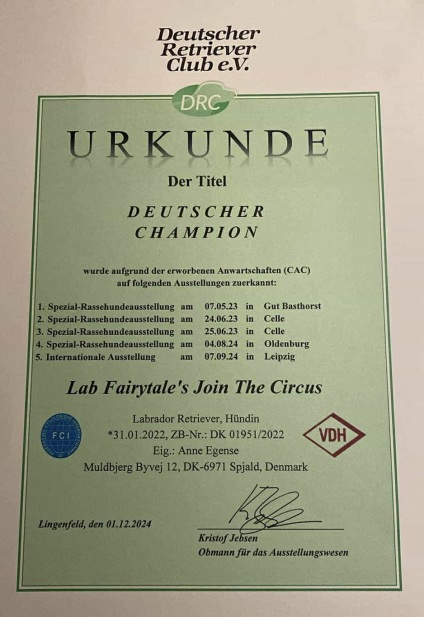 Deutscher
Retriever
Club e.V.
DRC
URKUNDE
Der Titel
DEUTSCHER
CHAMPION
wurde aufgrund der erworbenen Anwartschaften (CAC)
auf folgenden Ausstellungen zuerkannt:
1. Spezial-Rassehundeausstellung am 07.05.23 in Gut Basthorst
2. Spezial-Rassehundeausstellung am 24.06.23 in Celle
3. Spezial-Rassehundeausstellung am 25.06.23 in Celle
4. Spezial-Rassehundeausstellung am 04.08.24 in Oldenburg
5. Internationale Ausstellung am 07.09.24 in Leipzig
Lab Fairytale's Join The Circus
Labrador Retriever, Hündin
*31.01.2022, ZB-Nr.: DK 01951/2022
Eig.: Anne Egense
Muldbjerg Byvej 12, DK-6971 Spjald, Denmark
FCI
VDH
Lingenfeld, den 01.12.2024
Kristof Jebsen
Obmann für das Ausstellungswesen